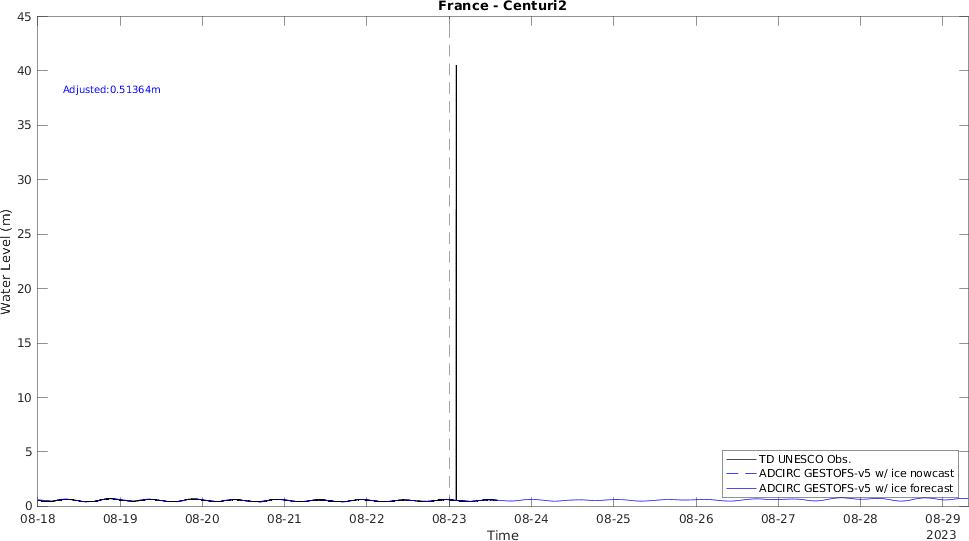 France - Centuri2
45
40
35
30
25
20
15
10
5
0
Water Level (m)
Adjusted:0.51364m
TD UNESCO Obs.
ADCIRC GESTOFS-v5 w/ ice nowcast
ADCIRC GESTOFS-v5 w/ ice forecast
08-18 08-19 08-20 08-21 08-22 08-23 08-24 08-25 08-26 08-27 08-28 08-29
2023
Time